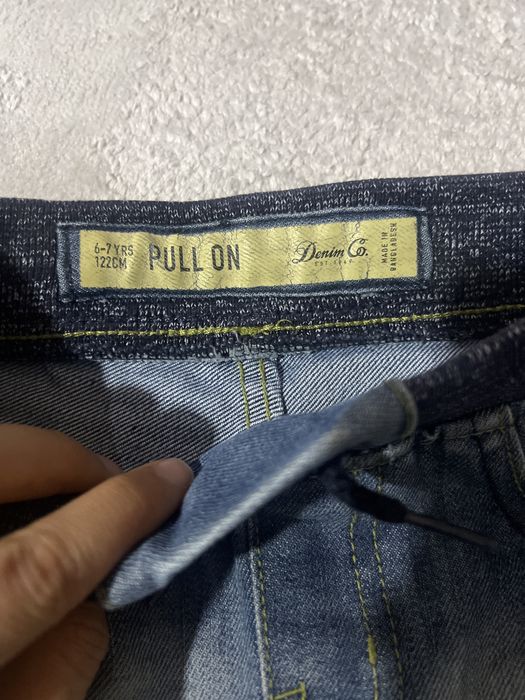 6-7 YRS
122CM
PULL ON
Denim Co.
MADE IN
BANGLADESH